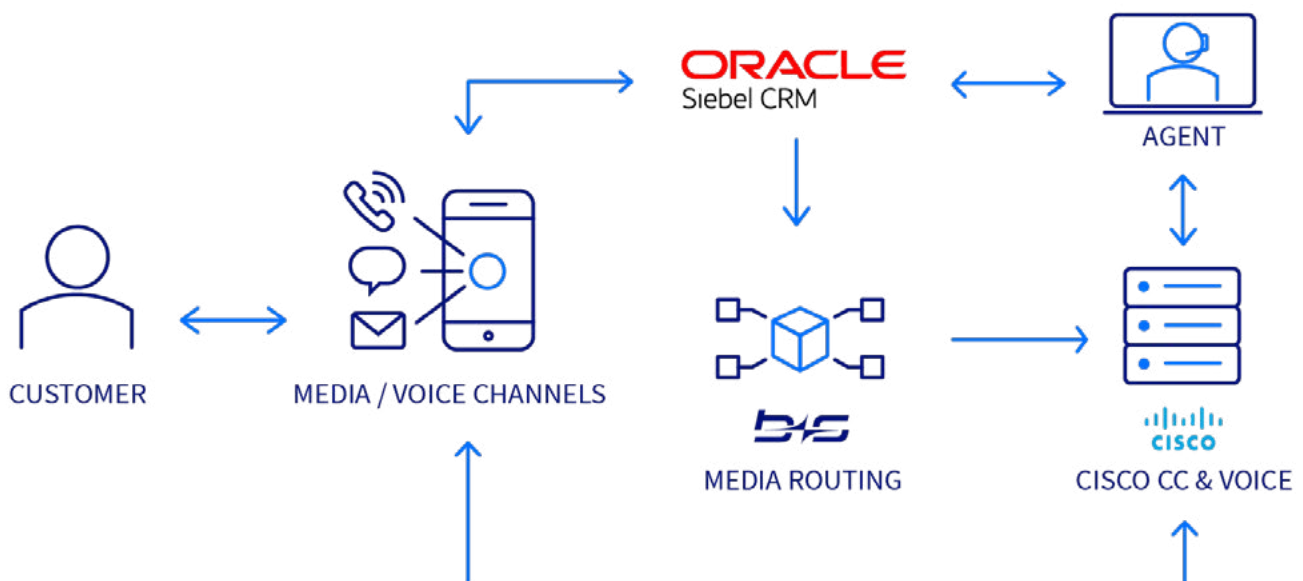 ORACLE
Siebel CRM
AGENT
CUSTOMER
MEDIA / VOICE CHANNELS
MEDIA ROUTING
CISCO
CISCO CC & VOICE